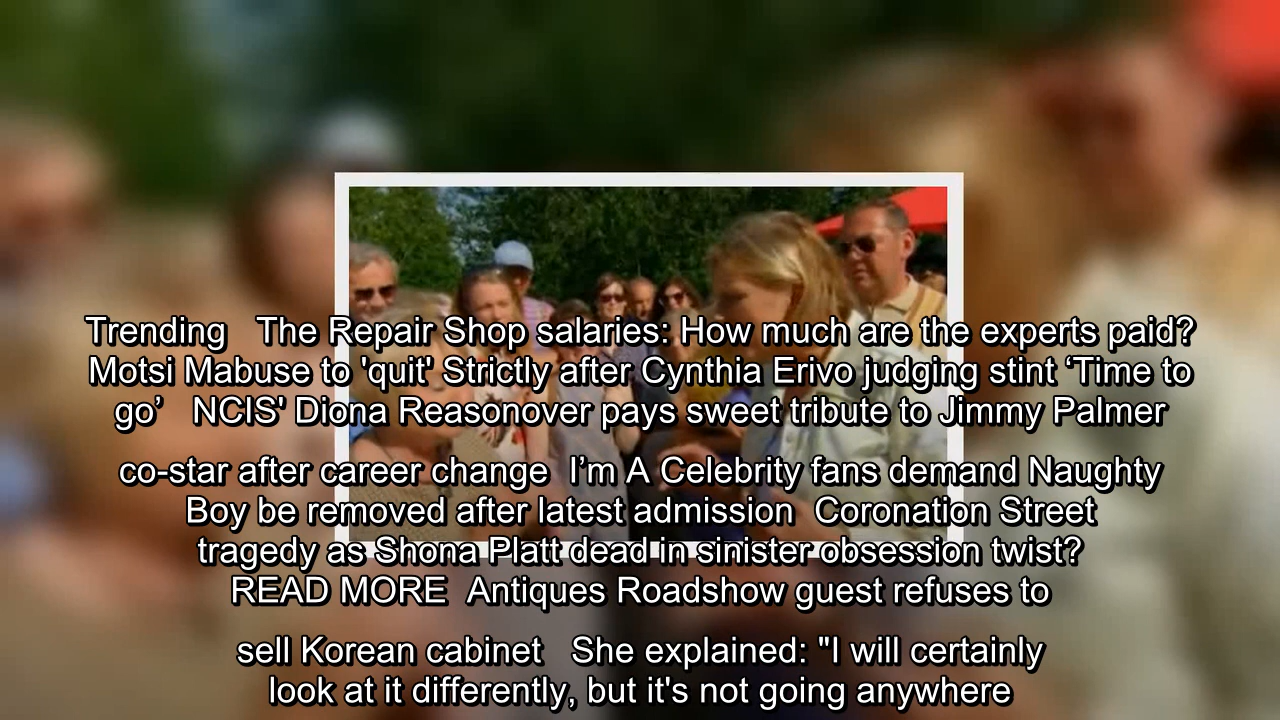 Trending The Repair Shop salaries: How much are the experts paid?
Motsi Mabuse to 'quit' Strictly after Cynthia Erivo judging stint ‘Time to
go’ NCIS' Diona Reasonover pays sweet tribute to Jimmy Palmer
co-star after career change I’m A Celebrity fans demand Naughty
Boy be removed after latest admission Coronation Street
tragedy as Shona Platt dead in sinister obsession twist?
READ MORE Antiques Roadshow guest refuses to
sell Korean cabinet She explained: "I will certainly
look at it differently, but it's not going anywhere